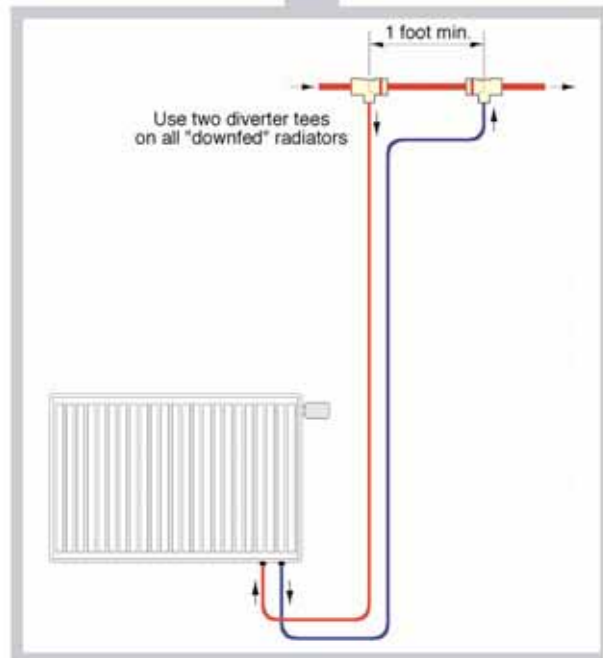 1 foot min.
Use two diverter tees
on all "downfed" radiators